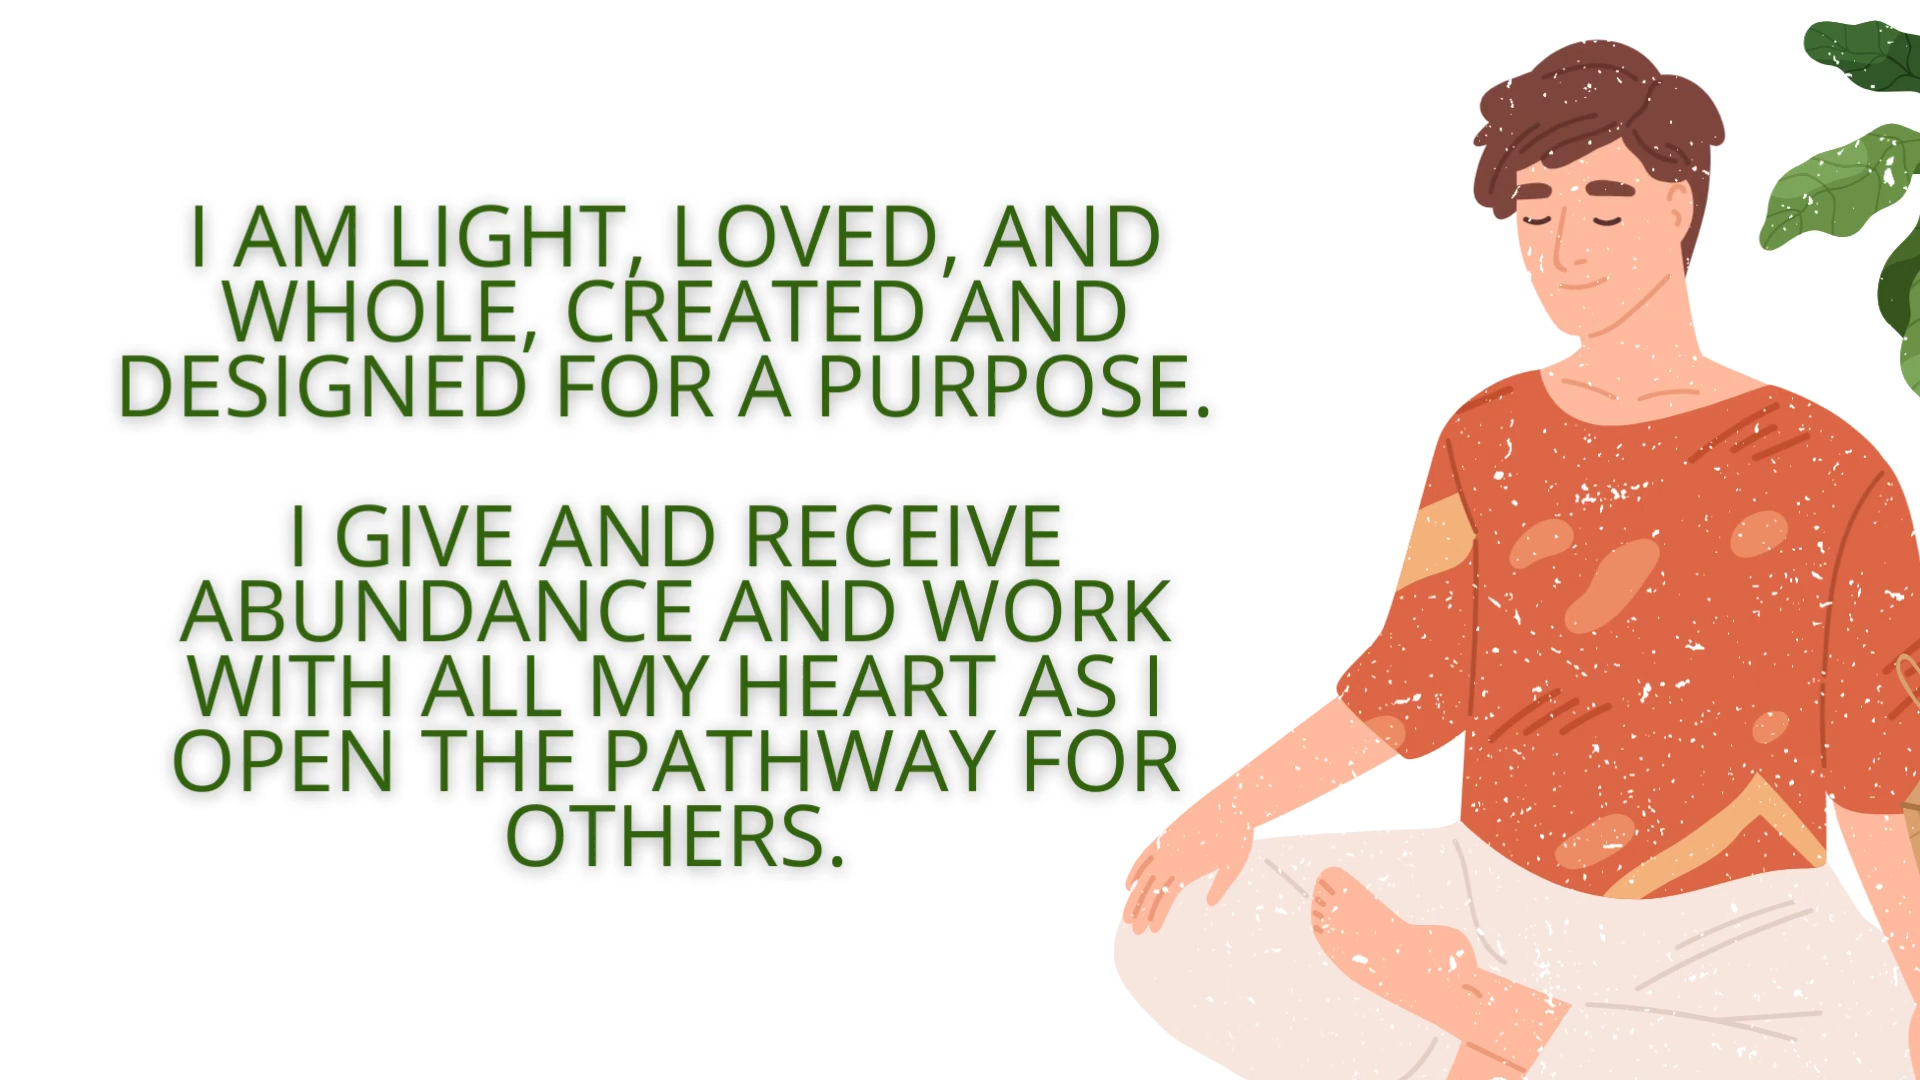 I AM LIGHT, LOVED, AND
WHOLE, CREATED AND
DESIGNED FOR A PURPOSE.
I GIVE AND RECEIVE
ABUNDANCE AND WORK
WITH ALL MY HEART AS I
OPEN THE PATHWAY FOR
OTHERS.